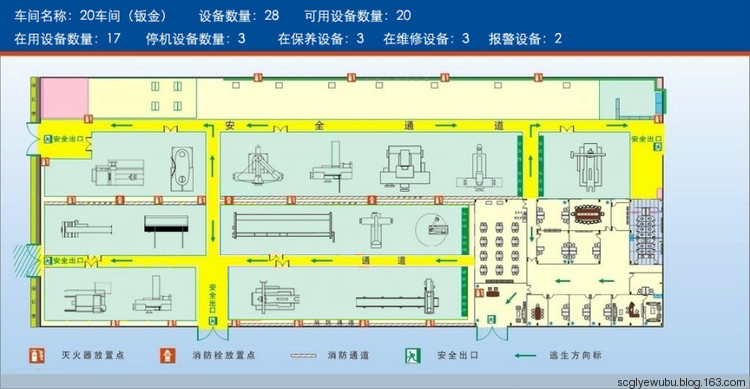 车间名称：20车间（钣金） 设备数量：28 可用设备数量：20
在用设备数量：17 停机设备数量：3 在保养设备：3 在维修设备：3 报警设备：2
安 全 通 道
安全出口
安全出口
安全出口
通 道
安全出口
消防通道
灭火器放置点 消防栓放置点 消防通道 安全出口 逃生方向标
scglyewubu.blog.163.com